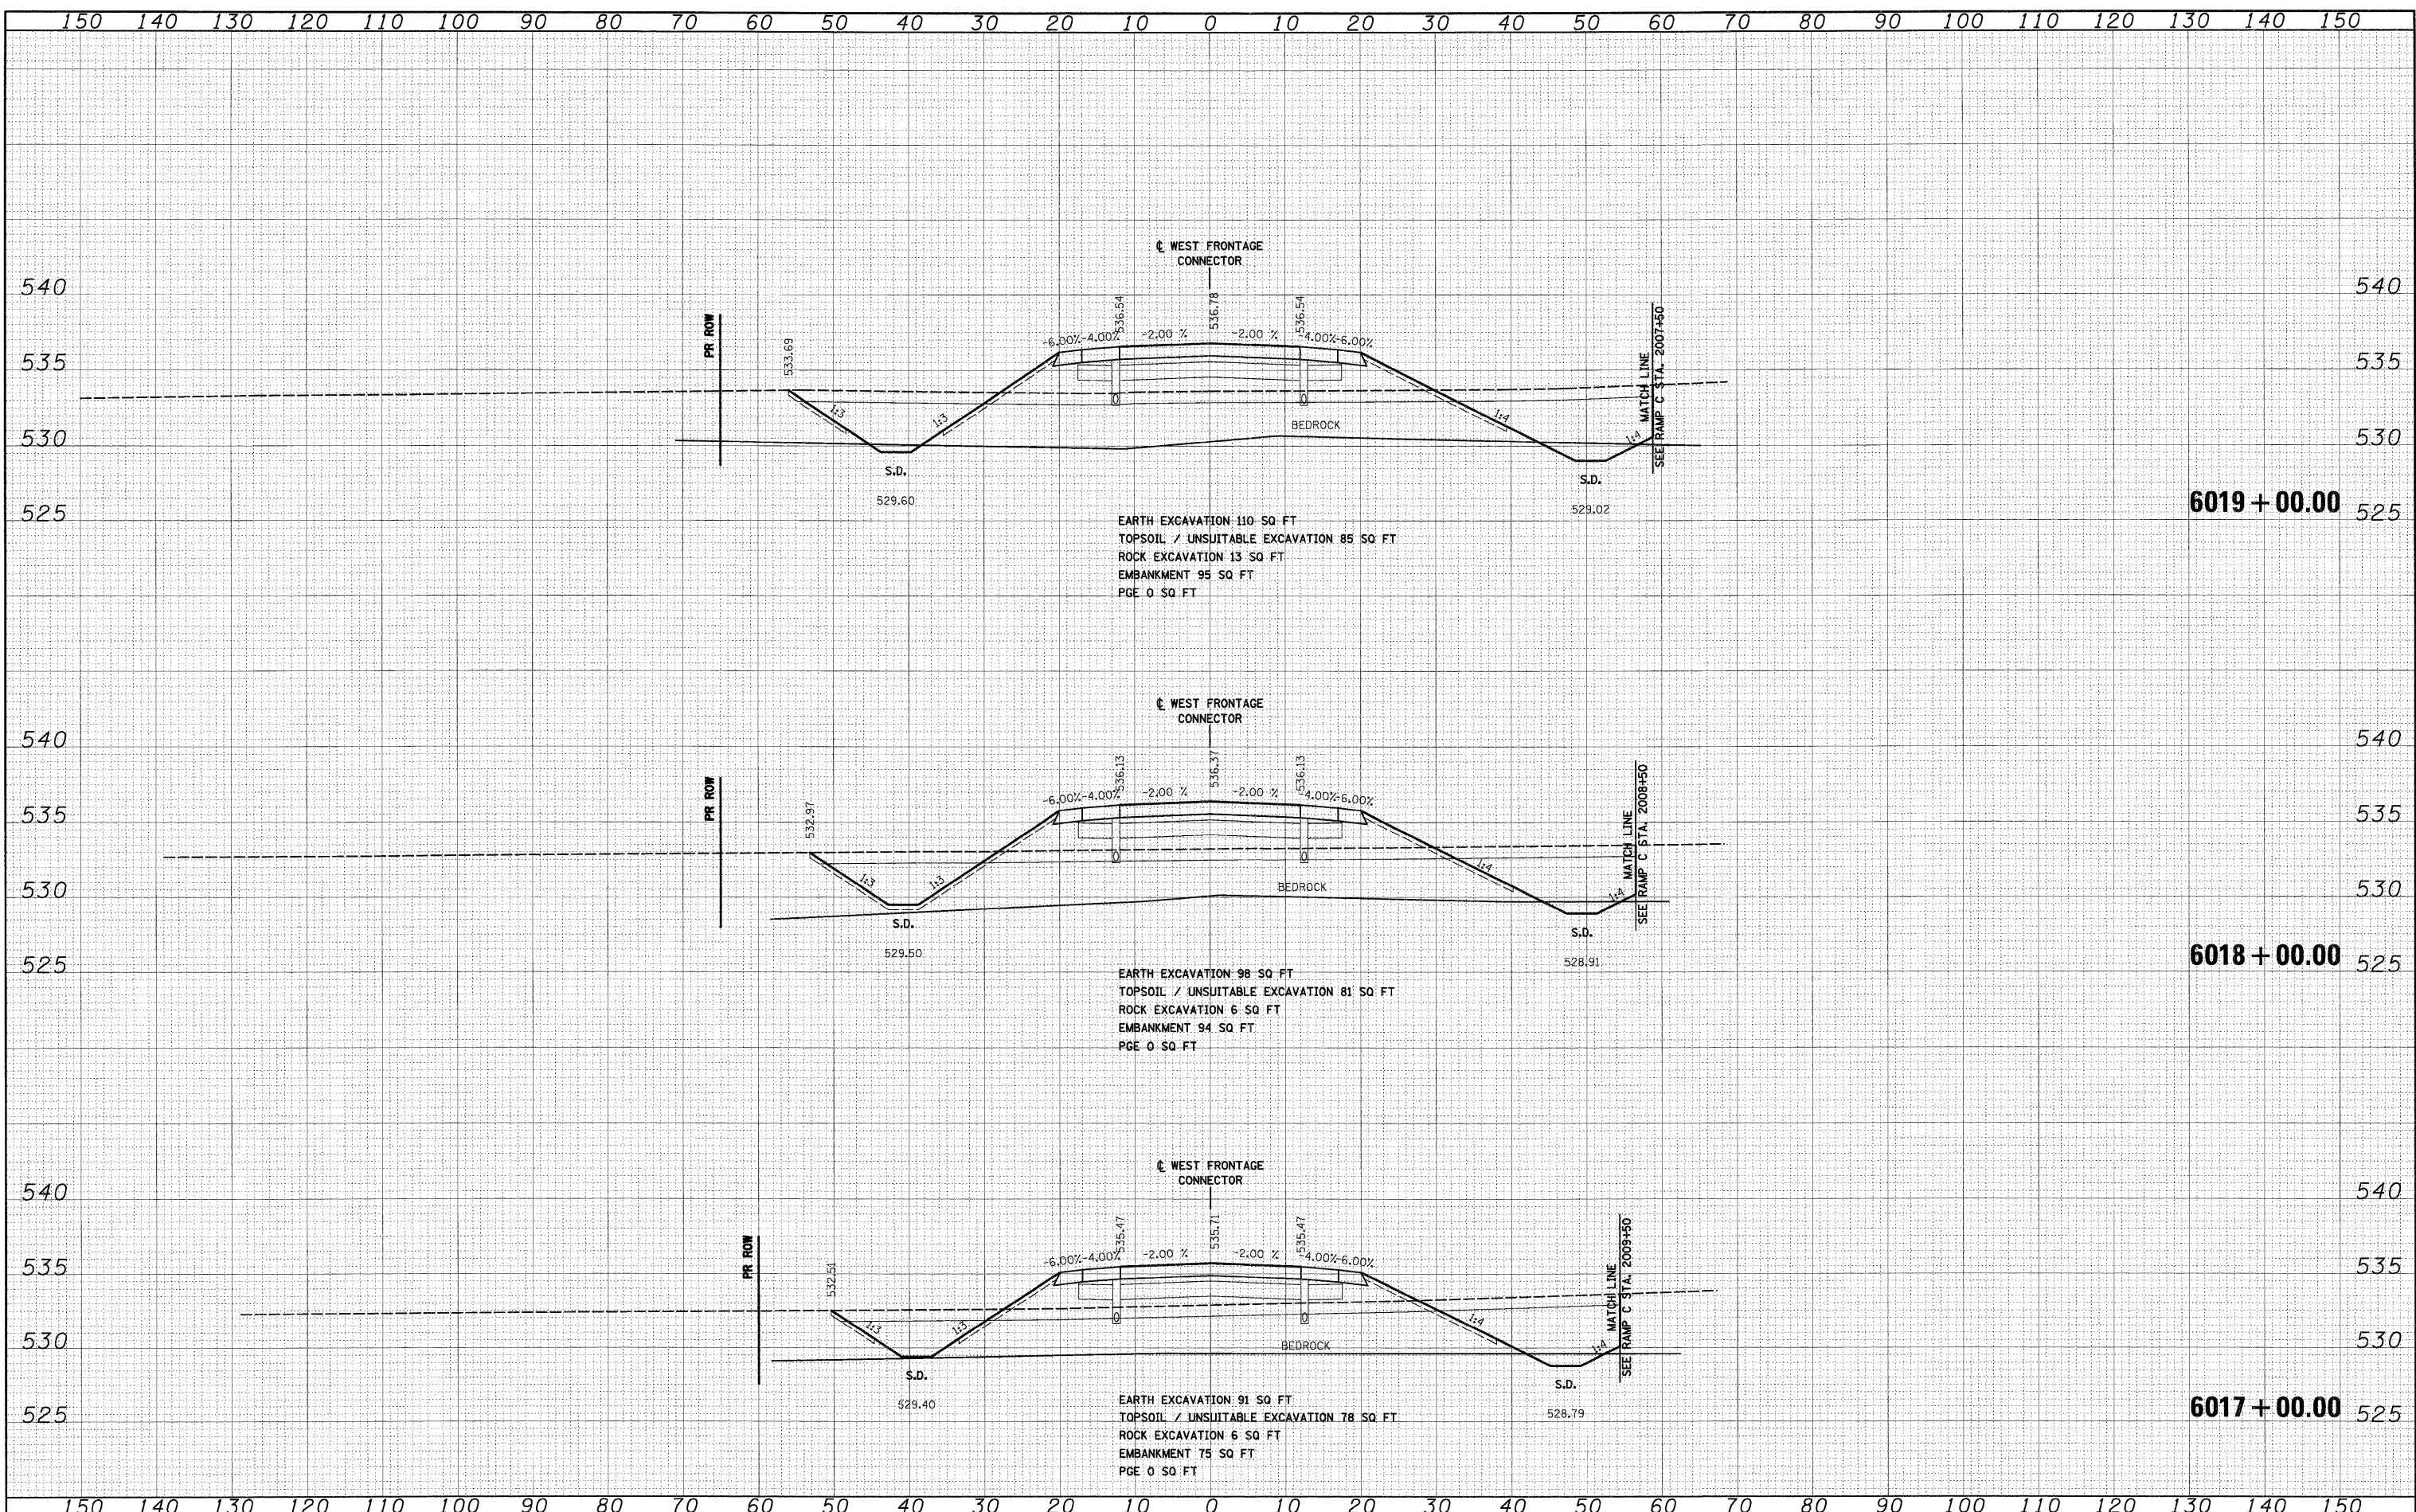 150 140 130 120 110 100 90 80 70 60 50 40 30 20 10 0 10 20 30 40 50 60 70 80 90 100 110 120 130 140 150
℄ WEST FRONTAGE
CONNECTOR
540 540
536.54 536.78 536.54
-6.00% -4.00% -2.00 % -2.00 % -4.00% -6.00%
PR ROW
533.69
MATCH LINE
SEE RAMP C STA. 2007+50
535 535
1:3 1:3 1:4 1:4
530 530
BEDROCK
S.D. S.D.
529.60 529.02
6019 + 00.00
525 525
EARTH EXCAVATION 110 SQ FT
TOPSOIL / UNSUITABLE EXCAVATION 85 SQ FT
ROCK EXCAVATION 13 SQ FT
EMBANKMENT 95 SQ FT
PGE 0 SQ FT
℄ WEST FRONTAGE
CONNECTOR
540 540
536.13 536.37 536.13
-6.00% -4.00% -2.00 % -2.00 % -4.00% -6.00%
PR ROW
532.97
MATCH LINE
SEE RAMP C STA. 2008+50
535 535
1:3 1:3 1:4 1:4
530 530
BEDROCK
S.D. S.D.
529.50 528.91
6018 + 00.00
525 525
EARTH EXCAVATION 98 SQ FT
TOPSOIL / UNSUITABLE EXCAVATION 81 SQ FT
ROCK EXCAVATION 6 SQ FT
EMBANKMENT 94 SQ FT
PGE 0 SQ FT
℄ WEST FRONTAGE
CONNECTOR
540 540
535.47 535.71 535.47
-6.00% -4.00% -2.00 % -2.00 % -4.00% -6.00%
PR ROW
532.51
MATCH LINE
SEE RAMP C STA. 2009+50
535 535
1:3 1:3 1:4 1:4
530 530
BEDROCK
S.D. S.D.
529.40 528.79
6017 + 00.00
525 525
EARTH EXCAVATION 91 SQ FT
TOPSOIL / UNSUITABLE EXCAVATION 78 SQ FT
ROCK EXCAVATION 6 SQ FT
EMBANKMENT 75 SQ FT
PGE 0 SQ FT
150 140 130 120 110 100 90 80 70 60 50 40 30 20 10 0 10 20 30 40 50 60 70 80 90 100 110 120 130 140 150